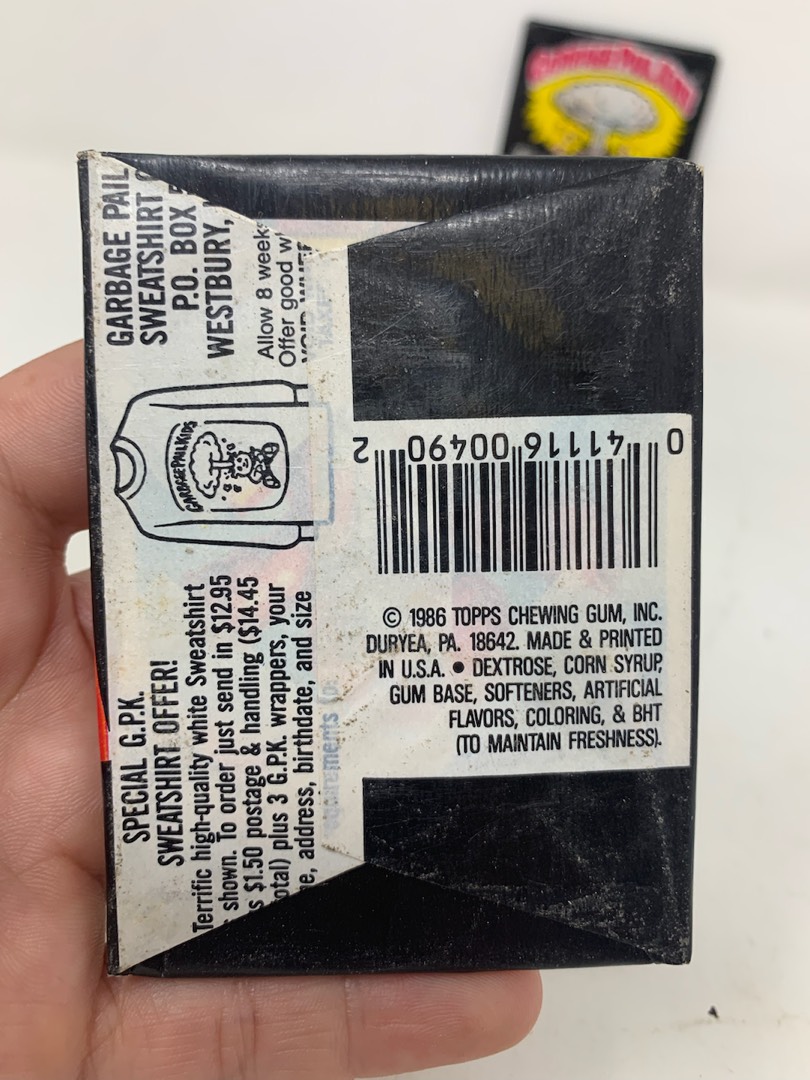 GARBAGE PAIL
SWEATSHIRT
P.O. BOX
WESTBURY,
Allow 8 weeks
Offer good
GARBAGE PAIL KIDS
SPECIAL G.P.K.
SWEATSHIRT OFFER!
Terrific high-quality white Sweatshirt
shown. To order just send in $12.95
$1.50 postage & handling ($14.45
plus 3 G.P.K. wrappers, your
address, birthdate, and size
0 41116 00490 2
© 1986 TOPPS CHEWING GUM, INC.
DURYEA, PA. 18642. MADE & PRINTED
IN U.S.A. • DEXTROSE, CORN SYRUP,
GUM BASE, SOFTENERS, ARTIFICIAL
FLAVORS, COLORING, & BHT
(TO MAINTAIN FRESHNESS).